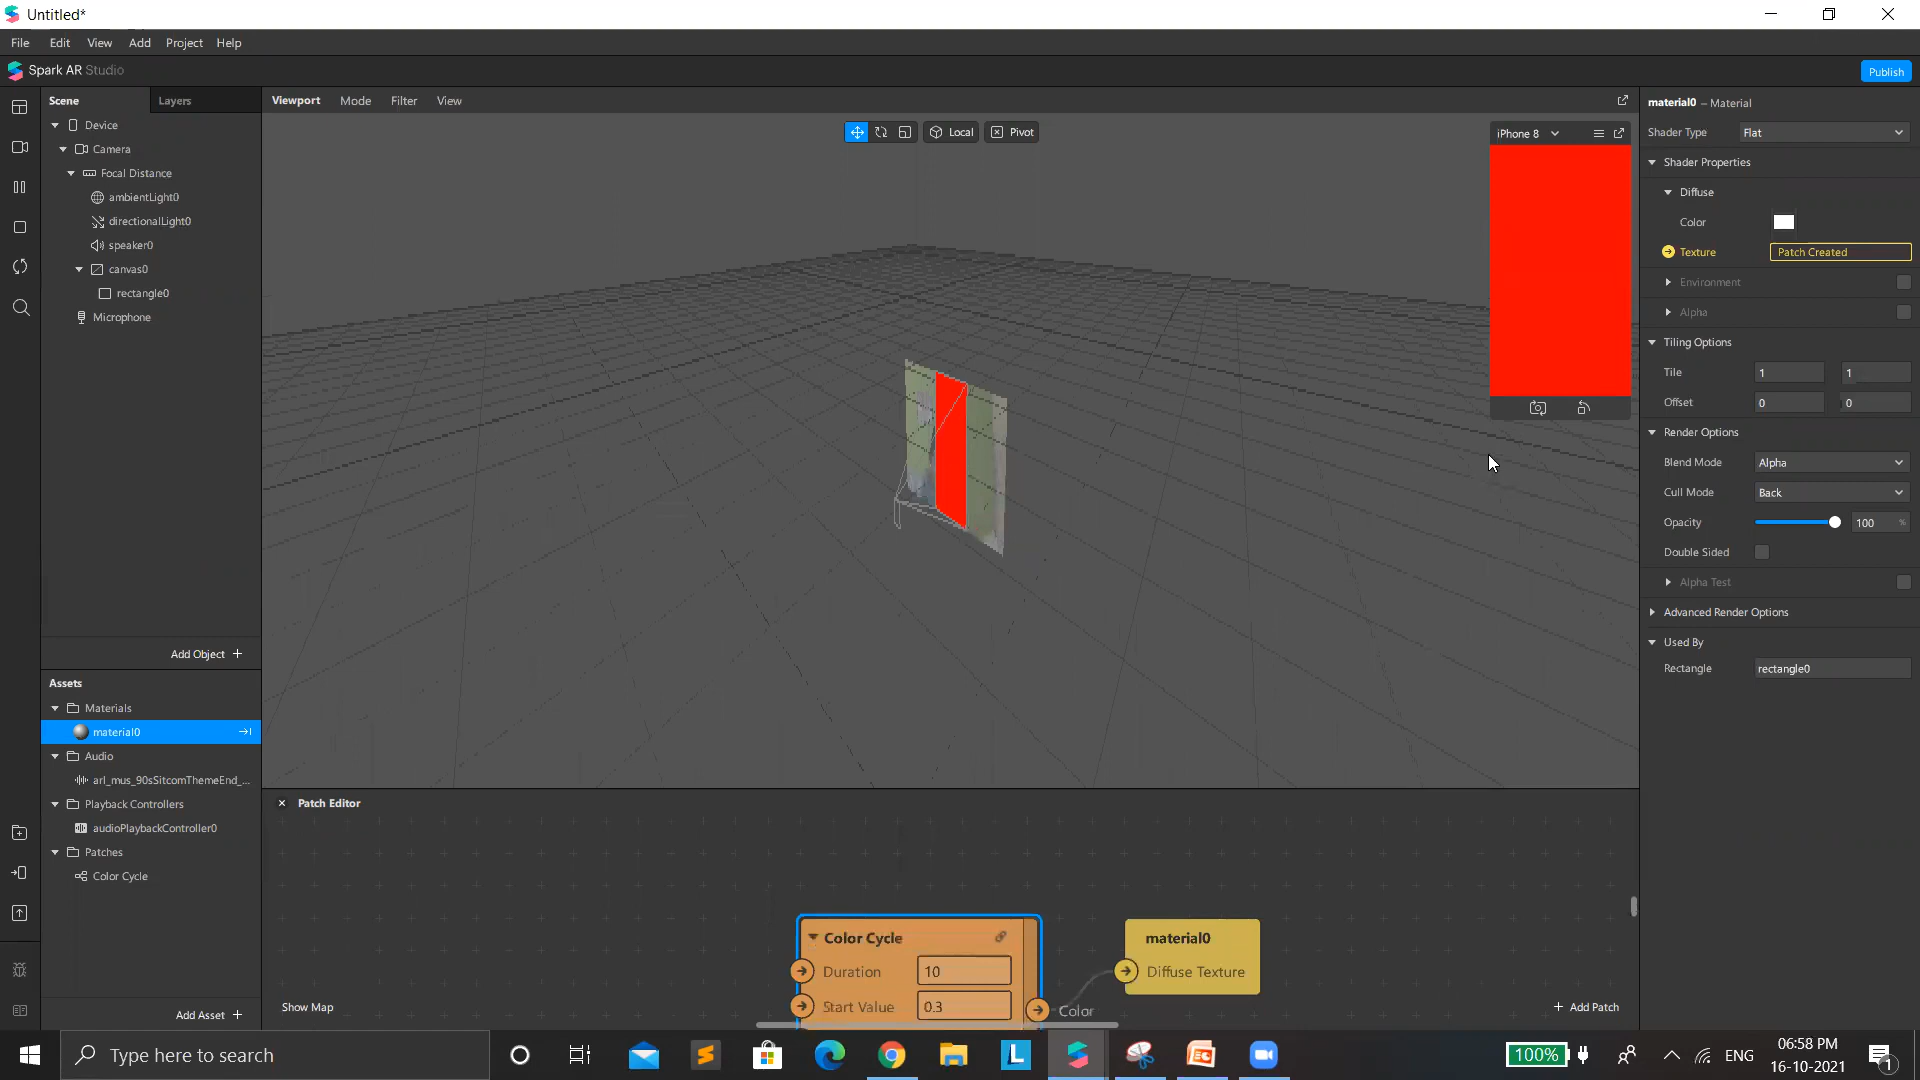 Untitled*
File Edit View Add Project Help
Spark AR Studio
Publish
Scene Layers
Device
Camera
Focal Distance
ambientLight0
directionalLight0
speaker0
canvas0
rectangle0
Microphone
Add Object +
Assets
Materials
material0
Audio
arl_mus_90sSitcomThemeEnd_...
Playback Controllers
audioPlaybackController0
Patches
Color Cycle
Add Asset +
Viewport Mode Filter View
Local Pivot
iPhone 8
Patch Editor
Color Cycle
Duration 10
Start Value 0.3
Color
material0
Diffuse Texture
Show Map
+ Add Patch
material0 – Material
Shader Type Flat
Shader Properties
Diffuse
Color
Texture Patch Created
Environment
Alpha
Tiling Options
Tile 1 1
Offset 0 0
Render Options
Blend Mode Alpha
Cull Mode Back
Opacity 100 %
Double Sided
Alpha Test
Advanced Render Options
Used By
Rectangle rectangle0
Type here to search
L
100%
ENG
06:58 PM
16-10-2021
1